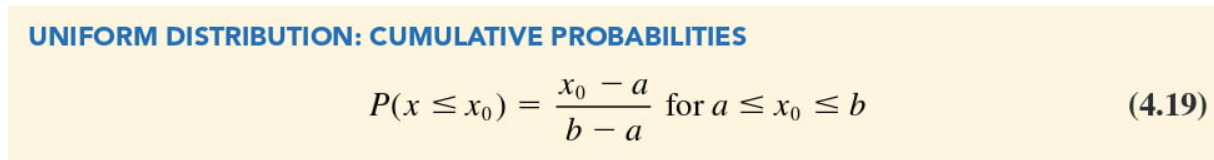 UNIFORM DISTRIBUTION: CUMULATIVE PROBABILITIES
P(x ≤ x₀) = (x₀ − a)/(b − a) for a ≤ x₀ ≤ b (4.19)